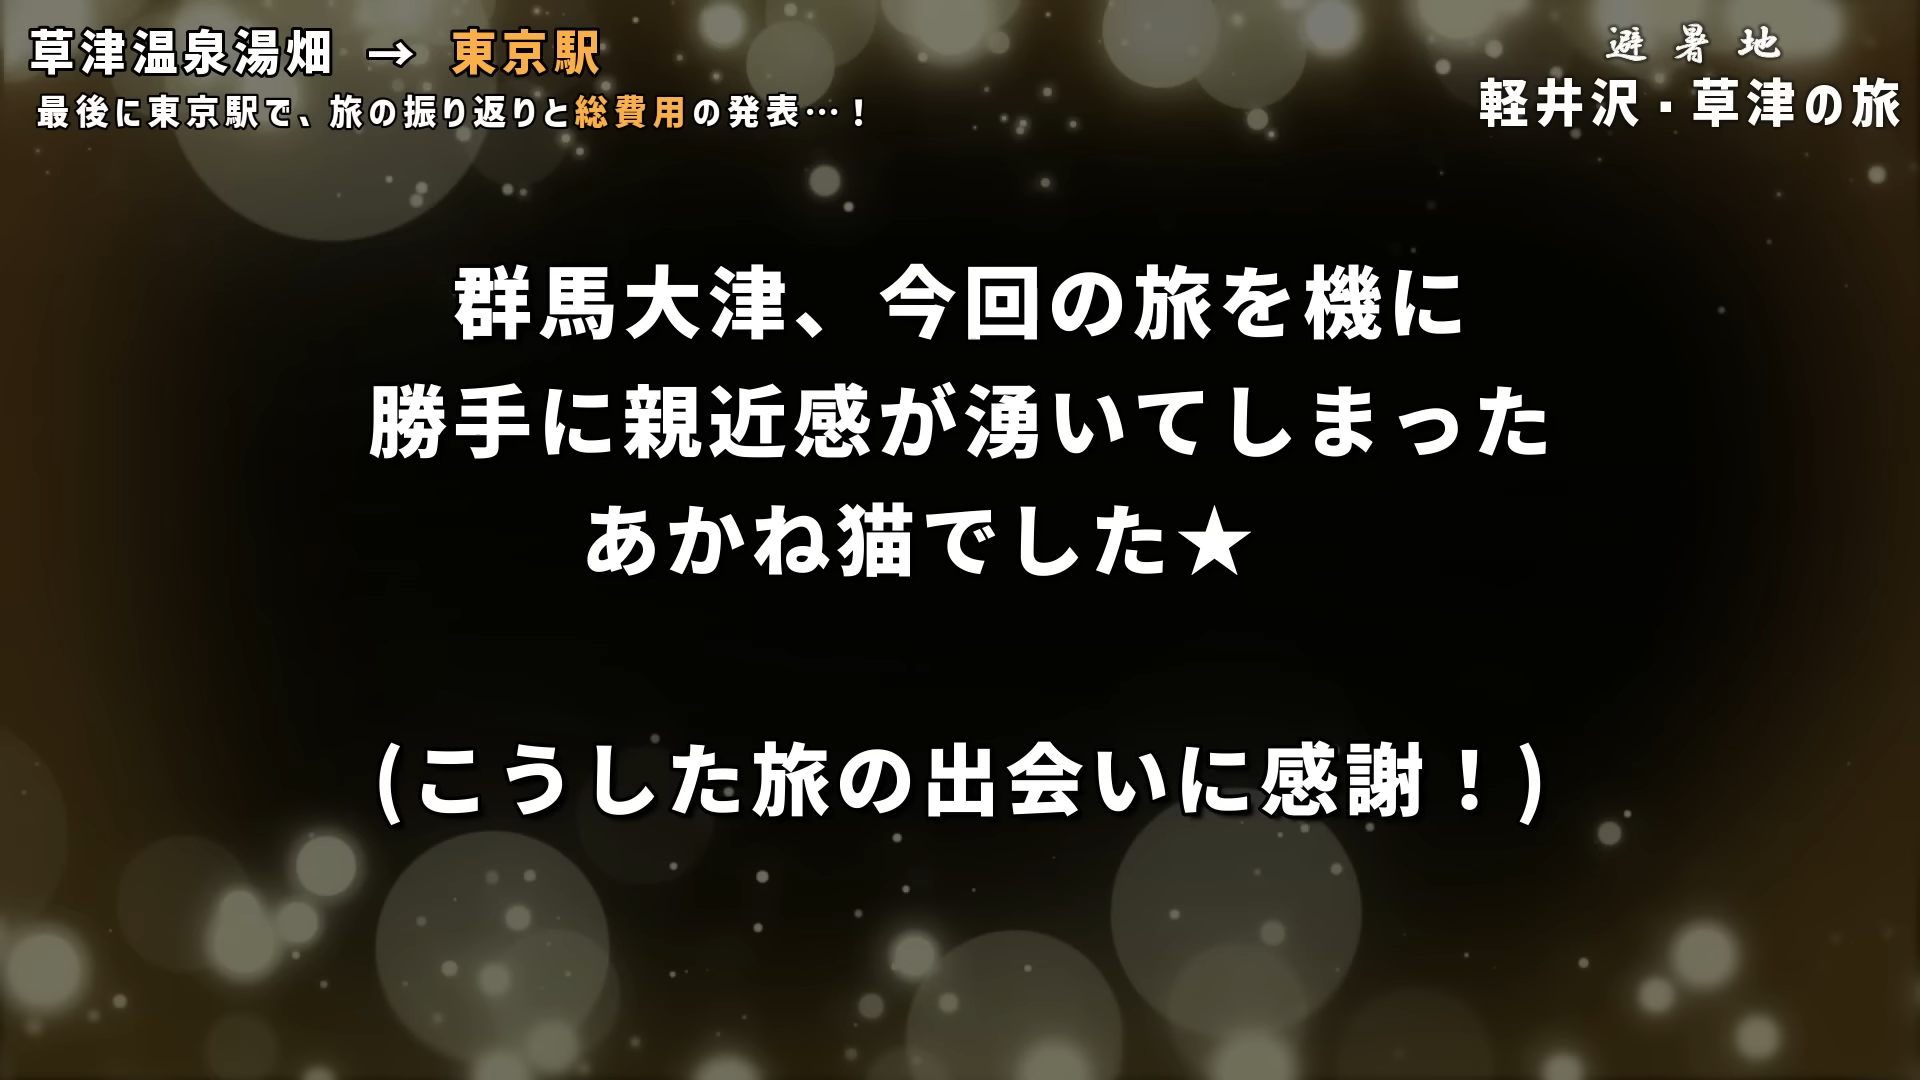 草津温泉湯畑 → 東京駅
最後に東京駅で、旅の振り返りと総費用の発表…！
避暑地
軽井沢・草津の旅
群馬大津、今回の旅を機に
勝手に親近感が湧いてしまった
あかね猫でした★
(こうした旅の出会いに感謝！)